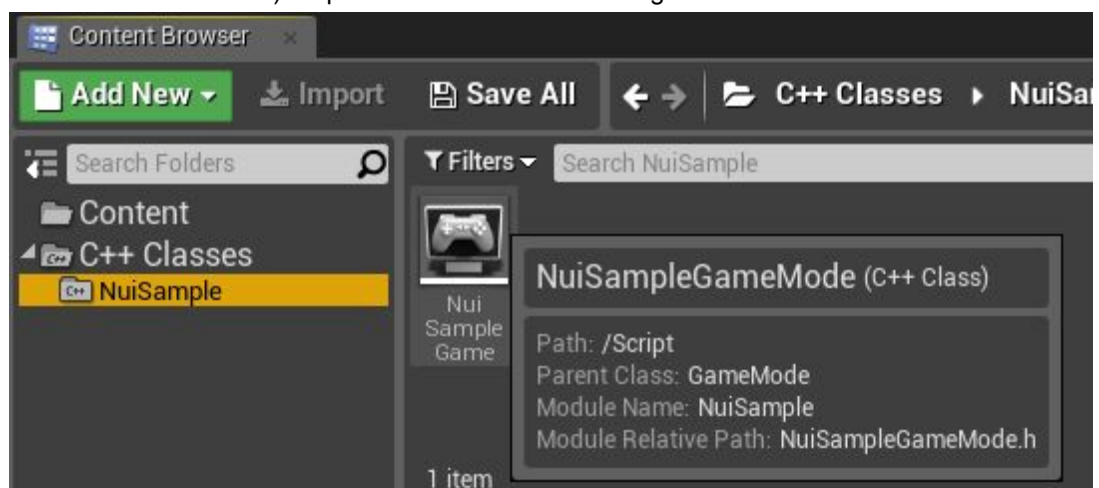 Content Browser
Add New Import Save All C++ Classes NuiSa
Search Folders
Filters Search NuiSample
Content
C++ Classes
NuiSample
Nui
Sample
Game
NuiSampleGameMode (C++ Class)
Path: /Script
Parent Class: GameMode
Module Name: NuiSample
Module Relative Path: NuiSampleGameMode.h
1 item